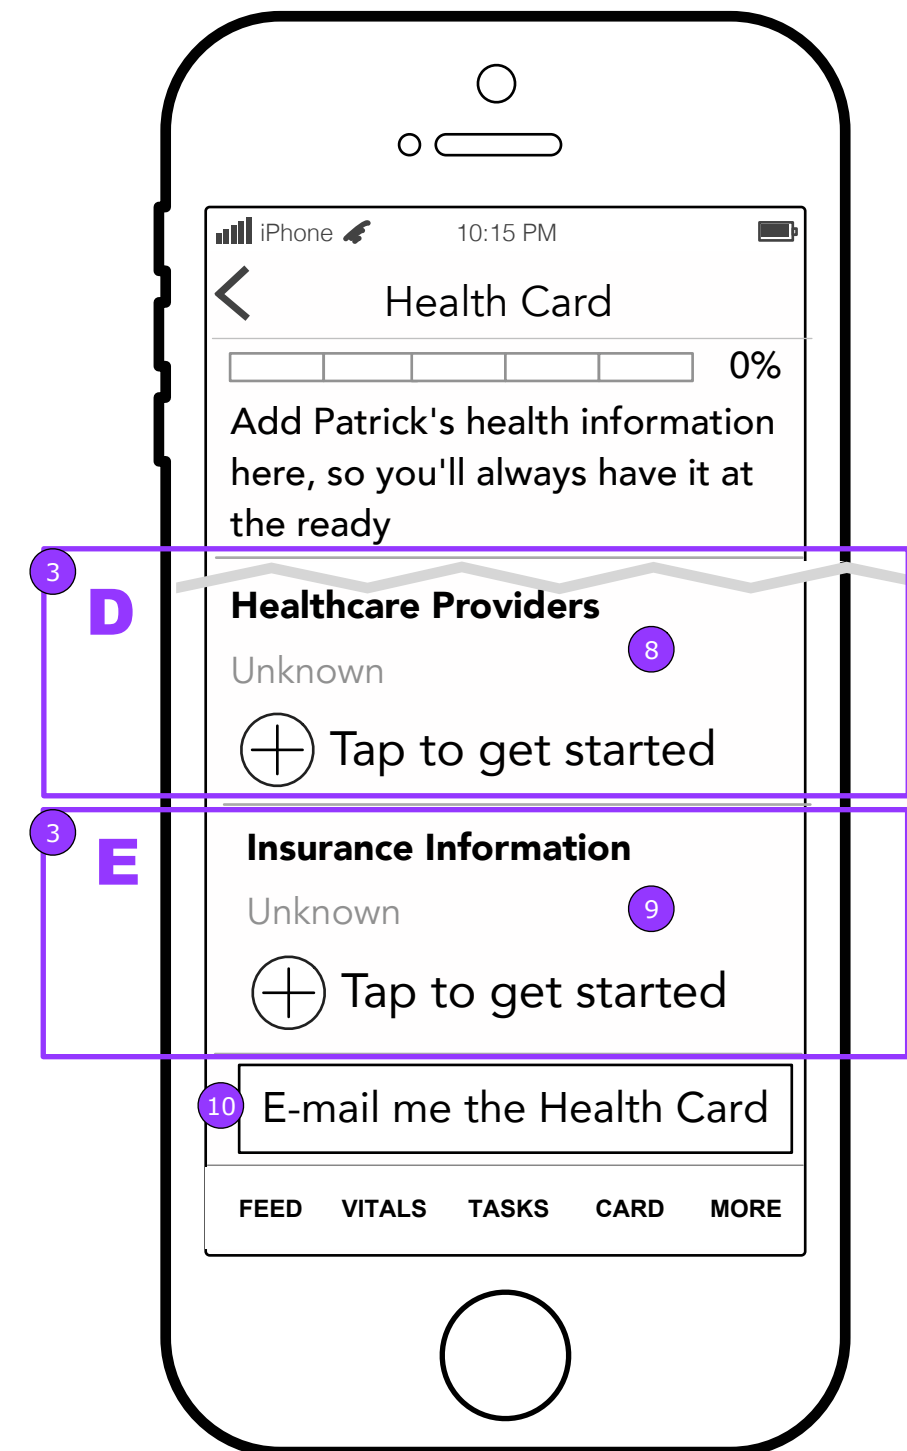 iPhone 10:15 PM
Health Card
0%
Add Patrick's health information
here, so you'll always have it at
the ready
3
D
Healthcare Providers
8
Unknown
Tap to get started
3
E
Insurance Information
Unknown
9
Tap to get started
10 E-mail me the Health Card
FEED VITALS TASKS CARD MORE